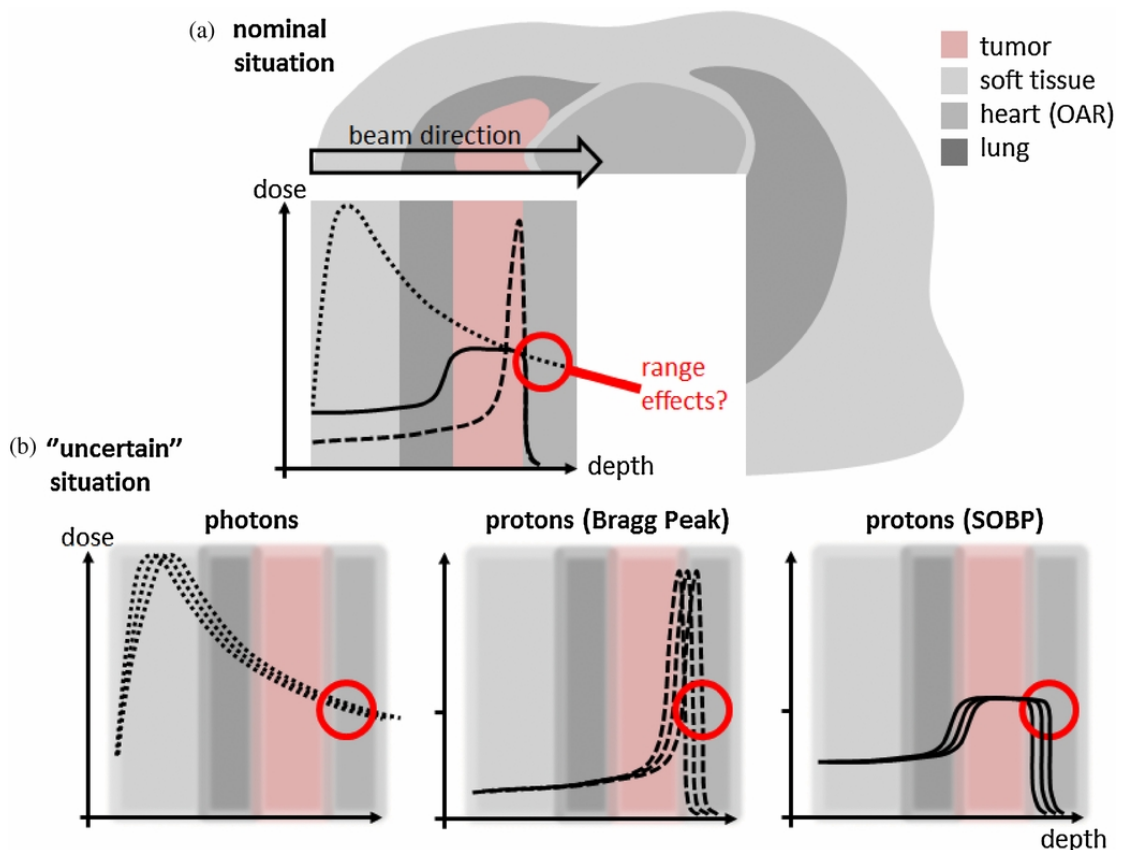 (a) nominal
situation
tumor
soft tissue
heart (OAR)
lung
beam direction
dose
range
effects?
depth
(b) "uncertain"
situation
photons
protons (Bragg Peak)
protons (SOBP)
dose
depth